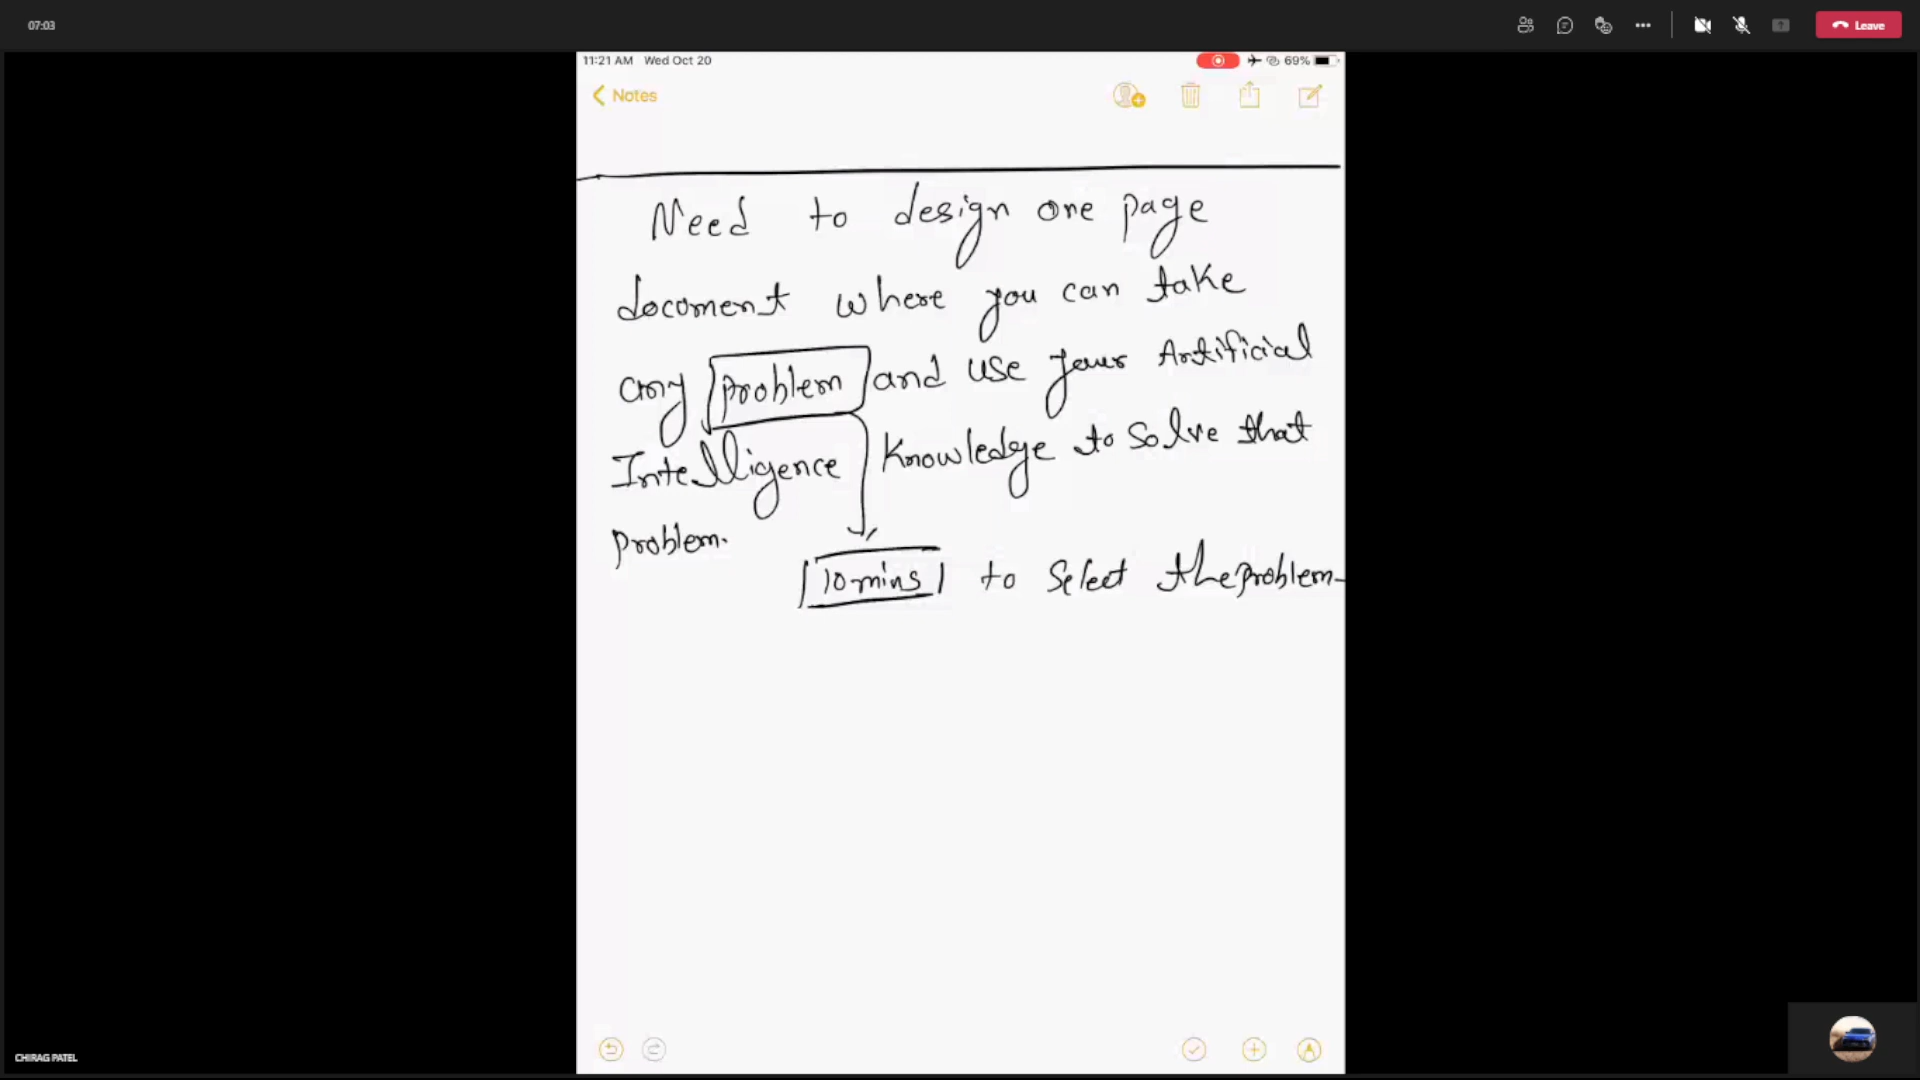 07:03
Leave
11:21 AM Wed Oct 20
69%
Notes
Need to design one page
document where you can take
any problem and use your Artificial
Intelligence Knowledge to solve that
problem.
10 mins to select the problem
CHIRAG PATEL